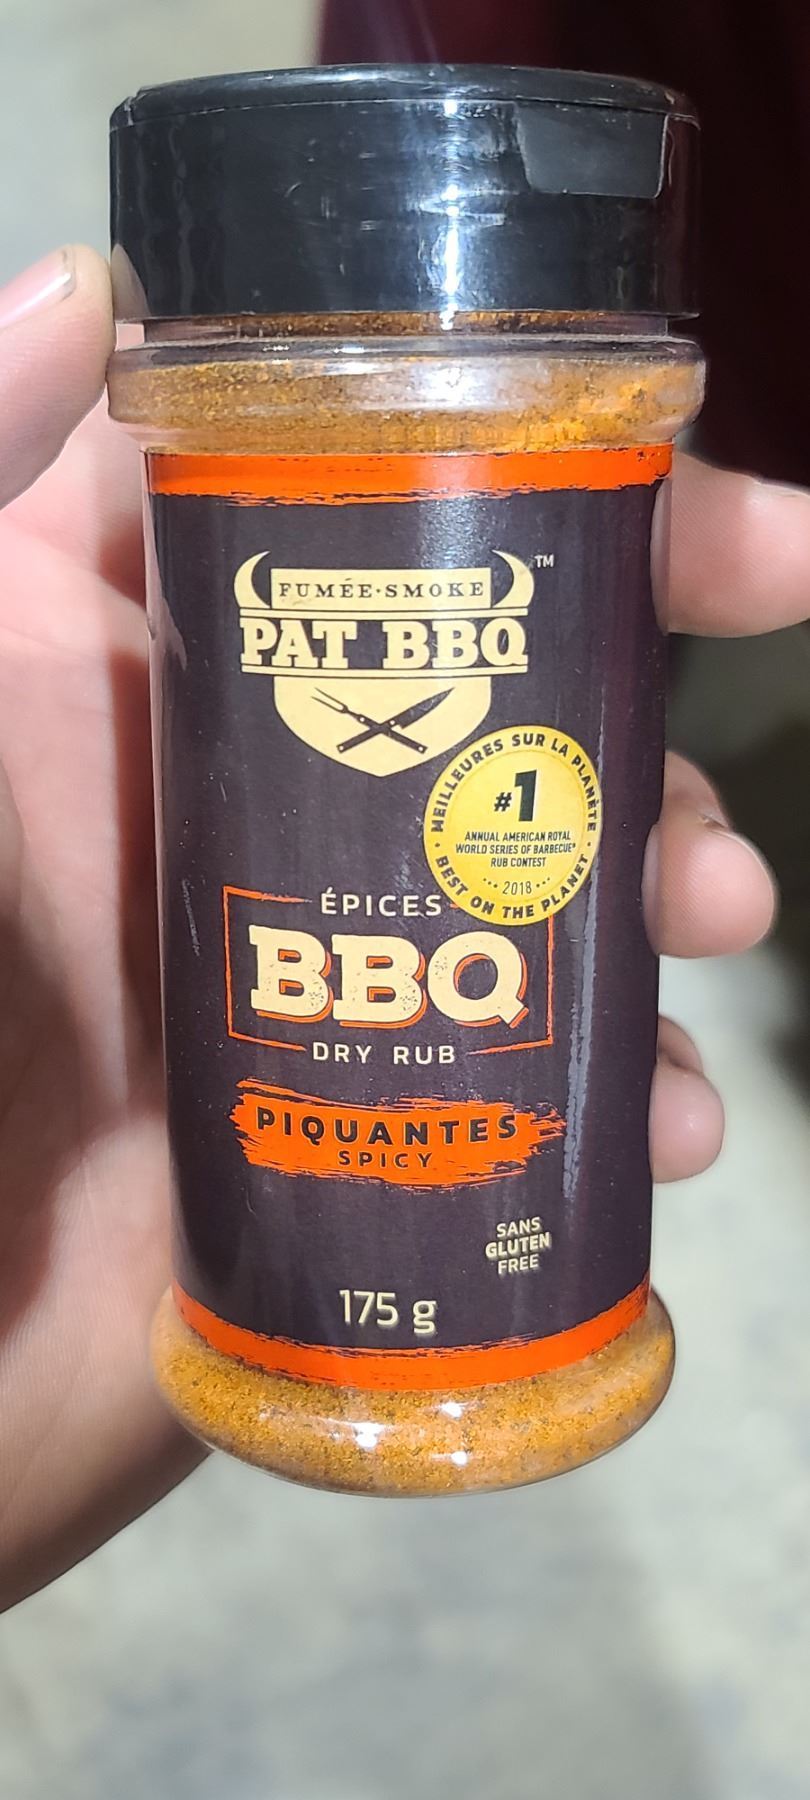 FUMÉE·SMOKE
PAT BBQ
TM
MEILLEURES SUR LA PLANÈTE
#1
ANNUAL AMERICAN ROYAL
WORLD SERIES OF BARBECUE®
RUB CONTEST
••• 2018 •••
BEST ON THE PLANET
ÉPICES
BBQ
DRY RUB
PIQUANTES
SPICY
SANS
GLUTEN
FREE
175 g